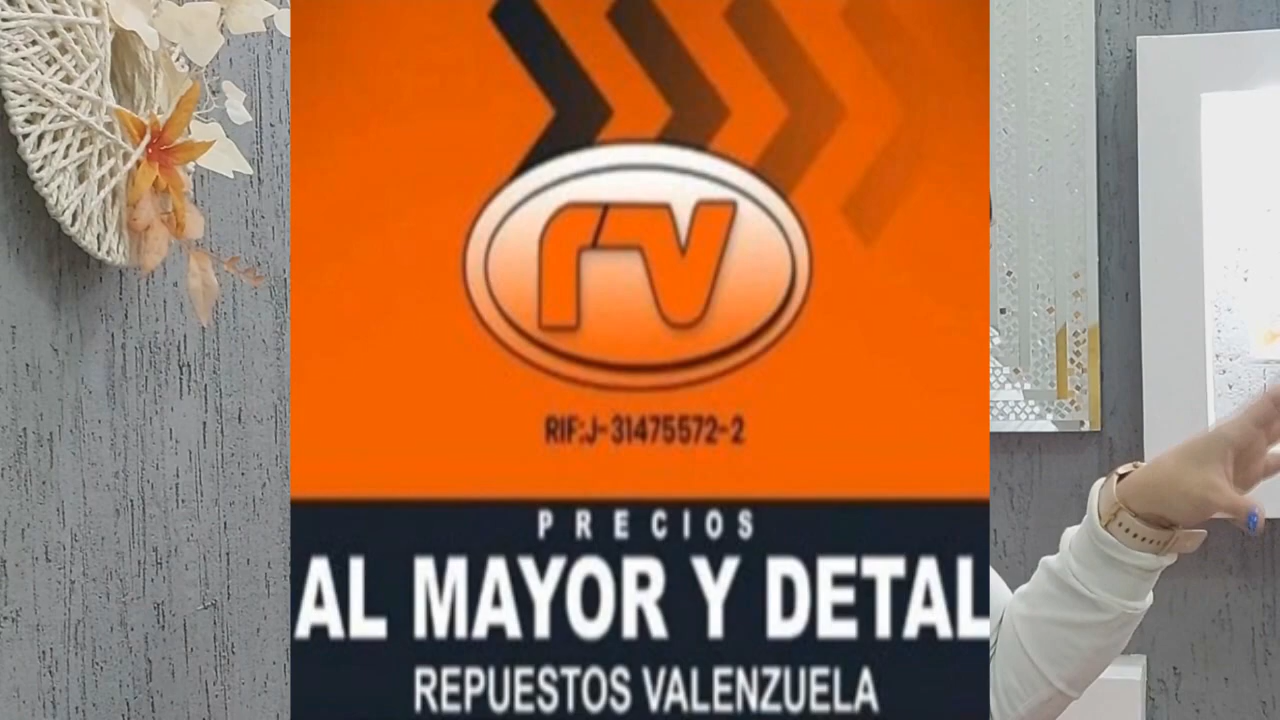 rv
RIF:J-31475572-2
PRECIOS
AL MAYOR Y DETAL
REPUESTOS VALENZUELA